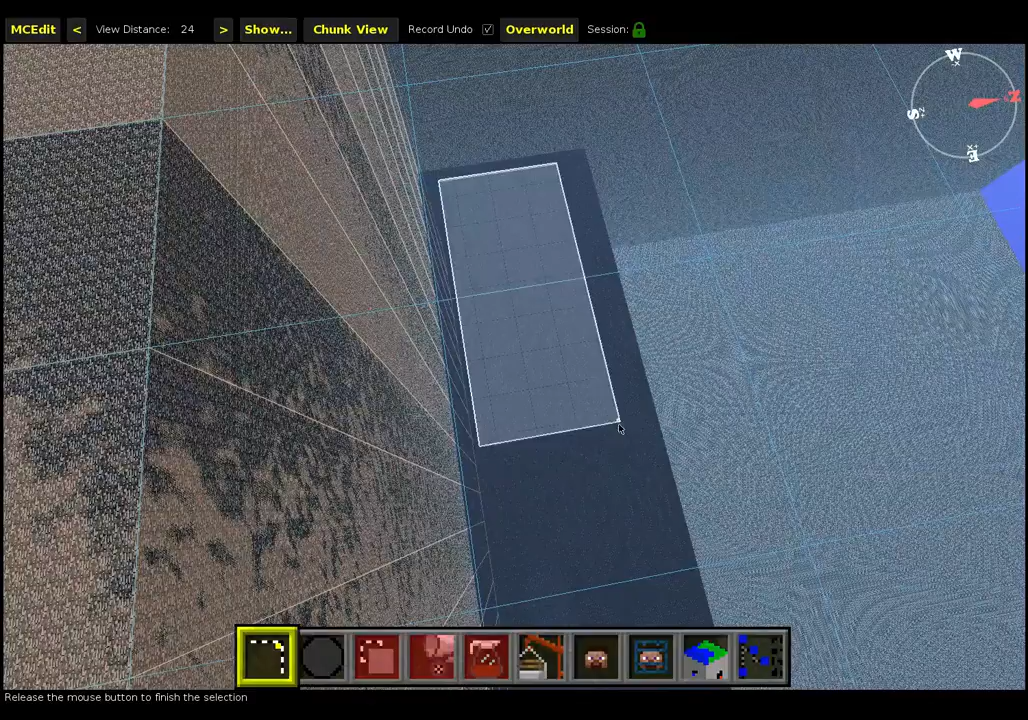 MCEdit < View Distance: 24 > Show... Chunk View Record Undo Overworld Session:
W
-X
Z
S
+Z
+X
E
Release the mouse button to finish the selection